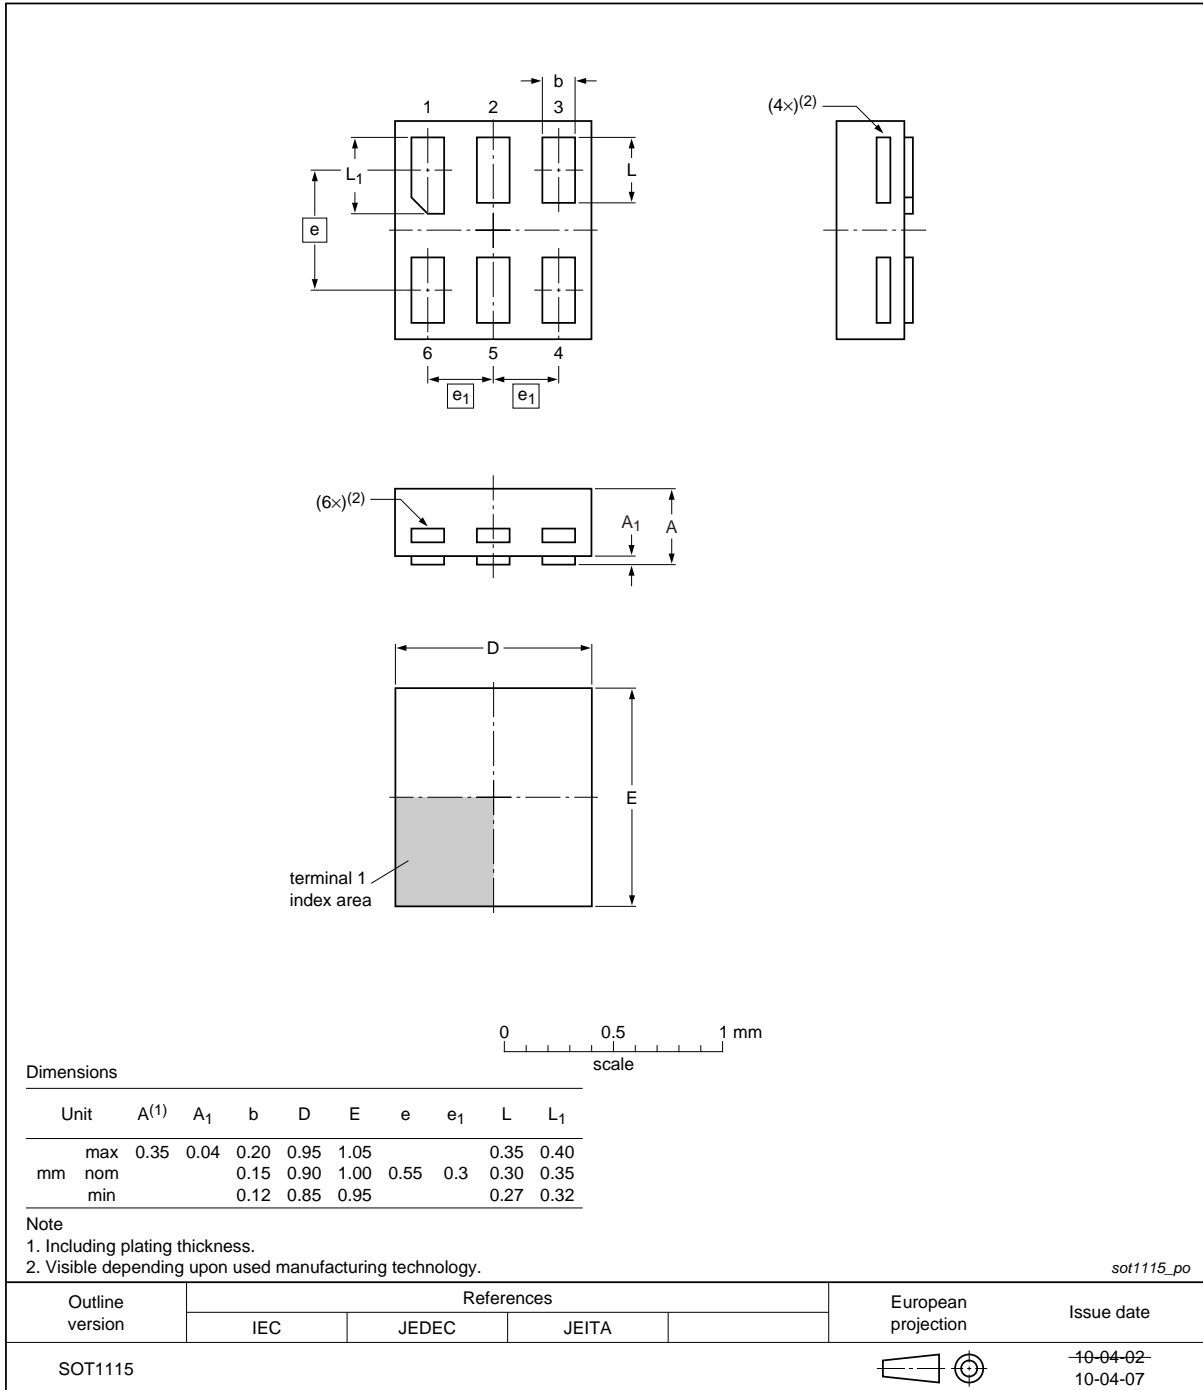 b
1 2 3
(4×)(2)
L1
L
e
6 5 4
e1 e1
(6×)(2)
A1 A
D
E
terminal 1
index area
0 0.5 1 mm
scale
Dimensions
Unit A(1) A1 b D E e e1 L L1
max 0.35 0.04 0.20 0.95 1.05 0.35 0.40
mm nom 0.15 0.90 1.00 0.55 0.3 0.30 0.35
min 0.12 0.85 0.95 0.27 0.32
Note
1. Including plating thickness.
2. Visible depending upon used manufacturing technology.
sot1115_po
Outline
version
References
IEC JEDEC JEITA
European
projection
Issue date
SOT1115
10-04-02
10-04-07